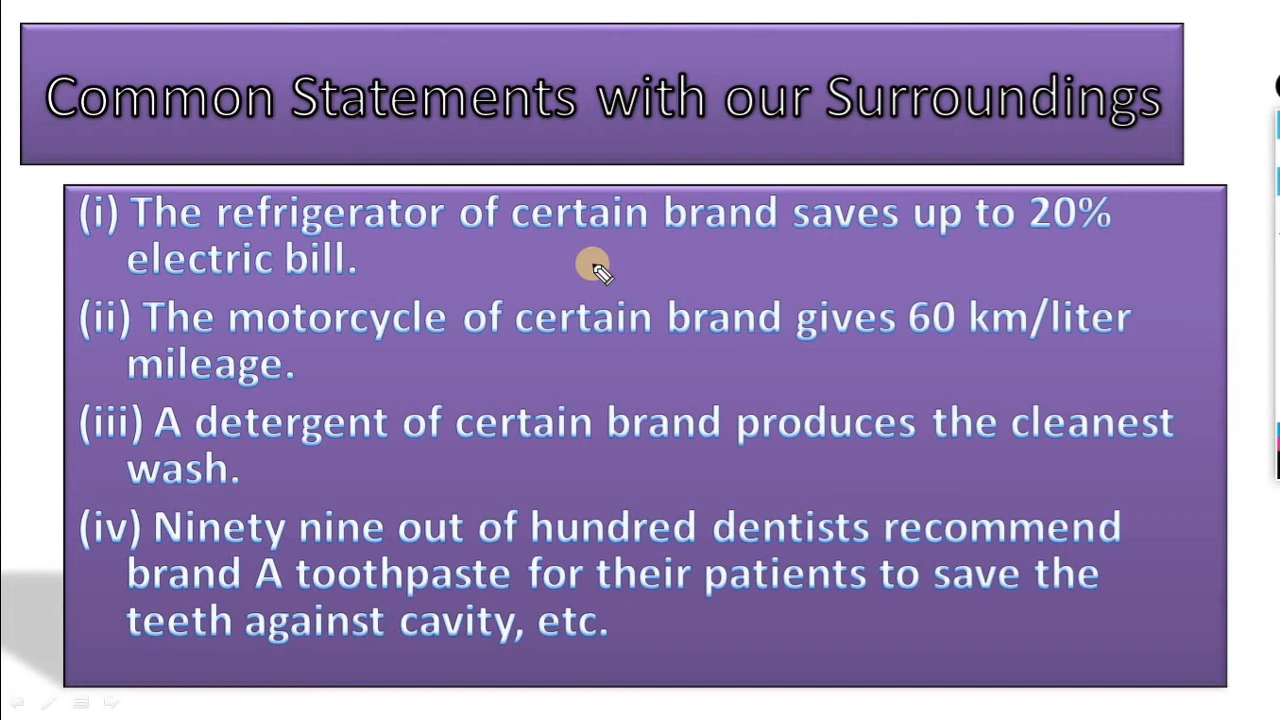 Common Statements with our Surroundings
(i) The refrigerator of certain brand saves up to 20%
electric bill.
(ii) The motorcycle of certain brand gives 60 km/liter
mileage.
(iii) A detergent of certain brand produces the cleanest
wash.
(iv) Ninety nine out of hundred dentists recommend
brand A toothpaste for their patients to save the
teeth against cavity, etc.